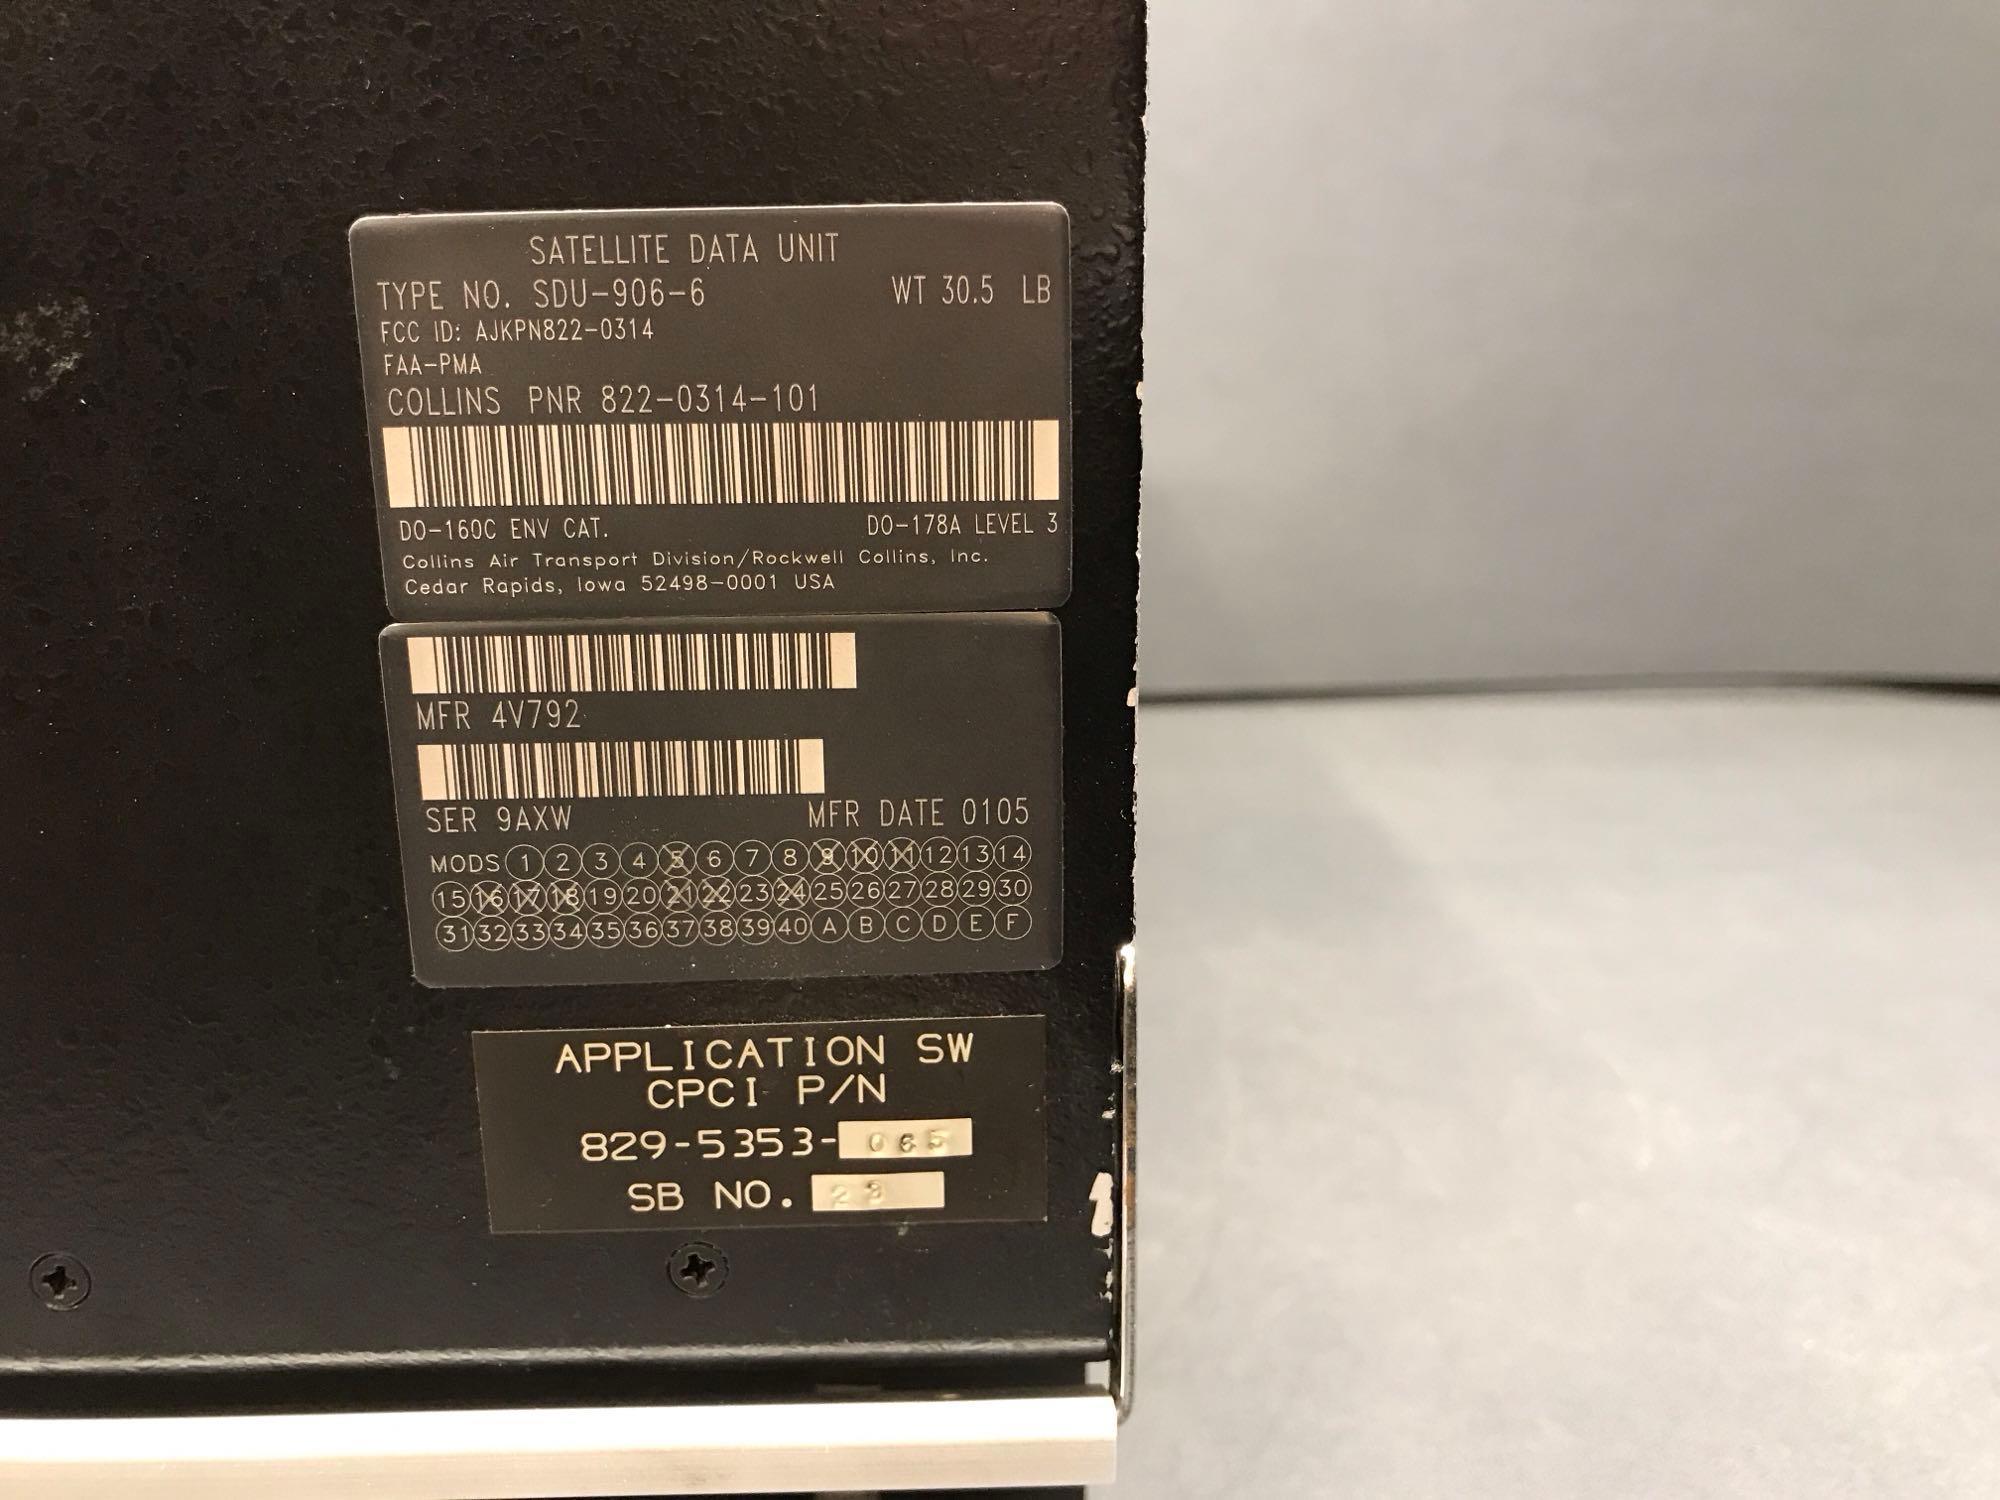 SATELLITE DATA UNIT
TYPE NO. SDU-906-6 WT 30.5 LB
FCC ID: AJKPN822-0314
FAA-PMA
COLLINS PNR 822-0314-101
DO-160C ENV CAT. DO-178A LEVEL 3
Collins Air Transport Division/Rockwell Collins, Inc.
Cedar Rapids, Iowa 52498-0001 USA
MFR 4V792
SER 9AXW MFR DATE 0105
MODS 1 2 3 4 5 6 7 8 9 10 11 12 13 14
15 16 17 18 19 20 21 22 23 24 25 26 27 28 29 30
31 32 33 34 35 36 37 38 39 40 A B C D E F
APPLICATION SW
CPCI P/N
829-5353-065
SB NO. 23